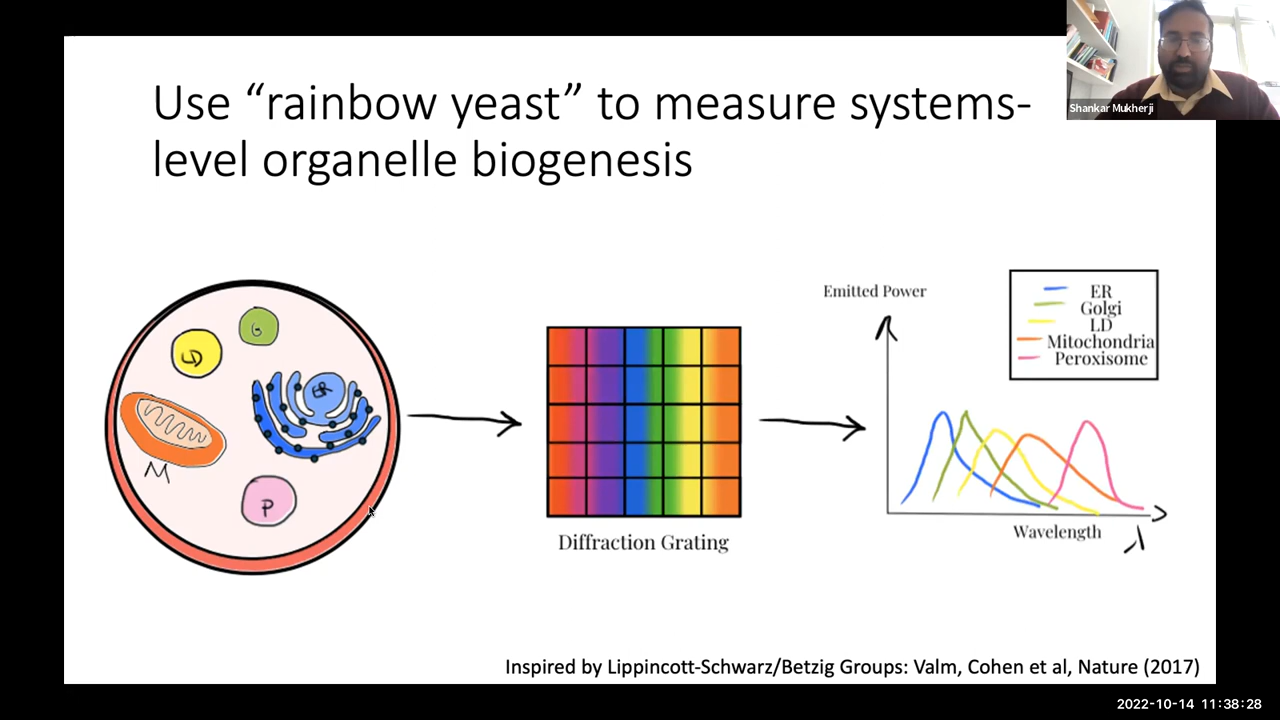 Use “rainbow yeast” to measure systems-
level organelle biogenesis
Shankar Mukherji
G
LD
ER
M
P
Diffraction Grating
Emitted Power
ER
Golgi
LD
Mitochondria
Peroxisome
Wavelength
λ
Inspired by Lippincott-Schwarz/Betzig Groups: Valm, Cohen et al, Nature (2017)
2022-10-14 11:38:28